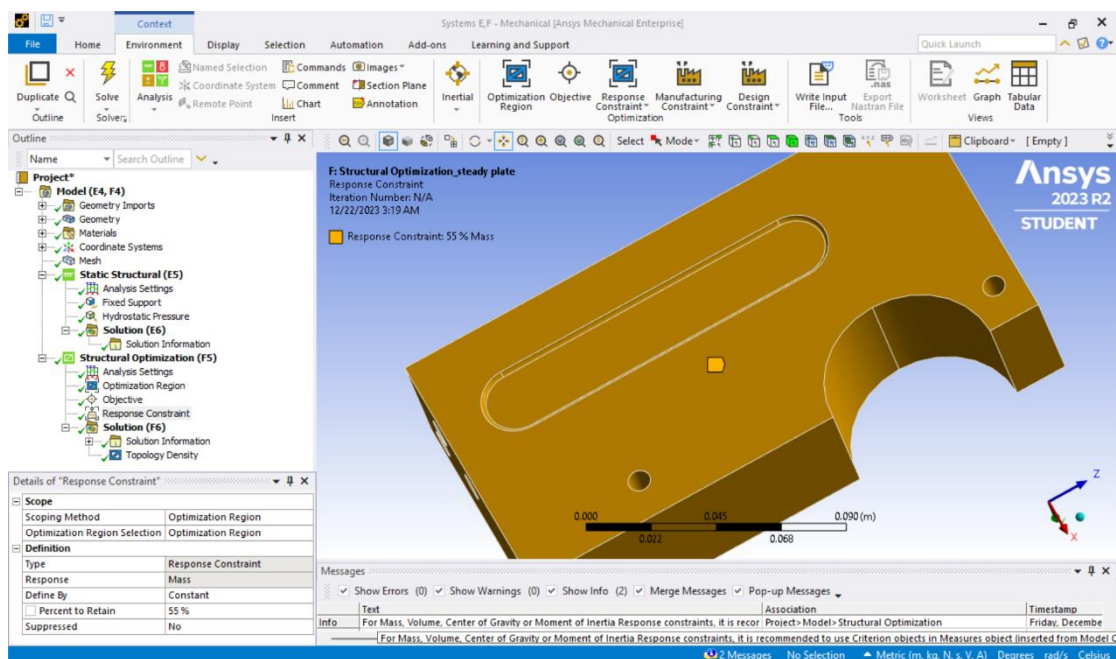 Context
Systems E,F - Mechanical [Ansys Mechanical Enterprise]
File Home Environment Display Selection Automation Add-ons Learning and Support
Quick Launch
Duplicate
Solve
Analysis
Named Selection
Coordinate System
Remote Point
Commands
Comment
Chart
Images
Section Plane
Annotation
Inertial
Optimization Region
Objective
Response Constraint
Manufacturing Constraint
Design Constraint
Write Input File...
Export Nastran File
Worksheet
Graph
Tabular Data
Outline Solver Insert Optimization Tools Views
Outline
Name Search Outline
Select Mode Clipboard [Empty]
Project*
Model (E4, F4)
Geometry Imports
Geometry
Materials
Coordinate Systems
Mesh
Static Structural (E5)
Analysis Settings
Fixed Support
Hydrostatic Pressure
Solution (E6)
Solution Information
Structural Optimization (F5)
Analysis Settings
Optimization Region
Objective
Response Constraint
Solution (F6)
Solution Information
Topology Density
F: Structural Optimization_steady plate
Response Constraint
Iteration Number: N/A
12/22/2023 3:19 AM
Response Constraint: 55 % Mass
Ansys
2023 R2
STUDENT
0.000 0.045 0.090 (m)
0.022 0.068
Z
X
Details of "Response Constraint"
Scope
Scoping Method Optimization Region
Optimization Region Selection Optimization Region
Definition
Type Response Constraint
Response Mass
Define By Constant
Percent to Retain 55 %
Suppressed No
Messages
Show Errors (0) Show Warnings (0) Show Info (2) Merge Messages Pop-up Messages
Text Association Timestamp
Info For Mass, Volume, Center of Gravity or Moment of Inertia Response constraints, it is recor Project>Model>Structural Optimization Friday, Decembe
For Mass, Volume, Center of Gravity or Moment of Inertia Response constraints, it is recommended to use Criterion objects in Measures object (inserted from Model C
2 Messages No Selection Metric (m, kg, N, s, V, A) Degrees rad/s Celsius